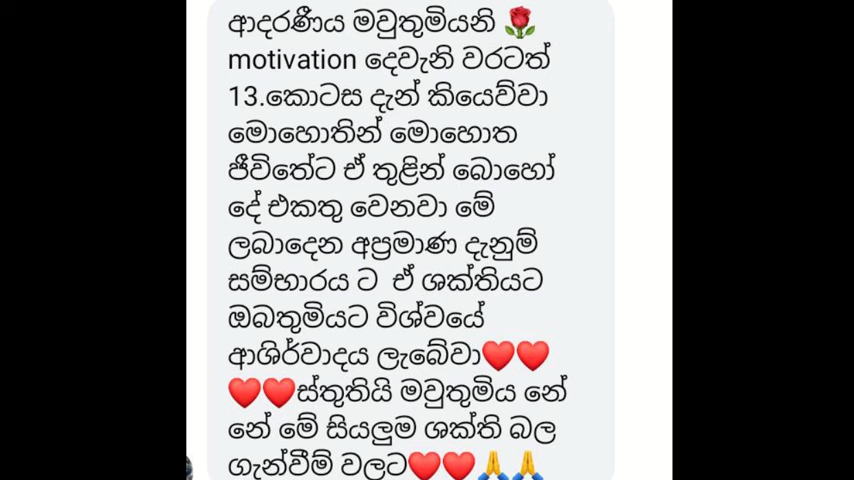 ආදරණීය මවුතුමියනි 🌹
motivation දෙවැනි වරටත්
13.කොටස දැන් කියෙව්වා
මොහොතින් මොහොත
ජීවිතේට ඒ තුළින් බොහෝ
දේ එකතු වෙනවා මේ
ලබාදෙන අප්‍රමාණ දැනුම්
සම්භාරය ට ඒ ශක්තියට
ඔබතුමියට විශ්වයේ
ආශිර්වාදය ලැබේවා❤️❤️
❤️❤️ස්තුතියි මවුතුමිය නේ
නේ මේ සියලුම ශක්ති බල
ගැන්වීම් වලට❤️❤️🙏🙏